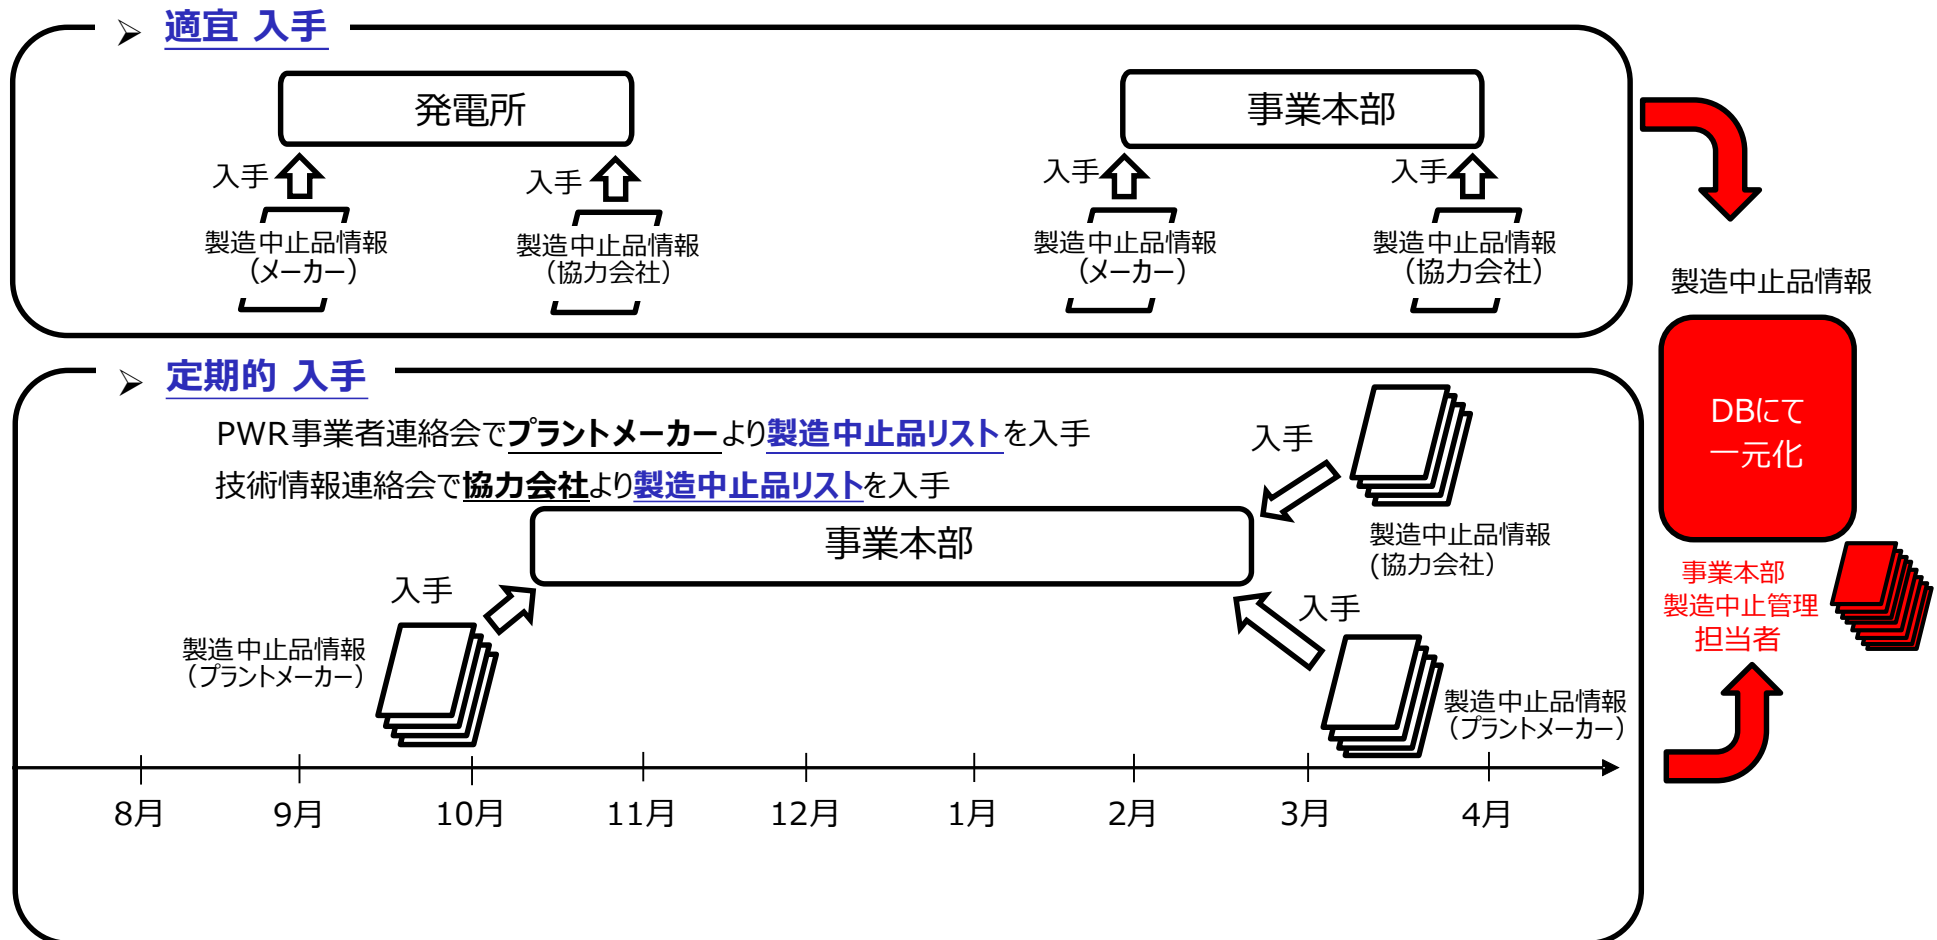 ➢ 適宜 入手
発電所
事業本部
入手
入手
入手
入手
製造中止品情報
（メーカー）
製造中止品情報
（協力会社）
製造中止品情報
（メーカー）
製造中止品情報
（協力会社）
製造中止品情報
DBにて
一元化
事業本部
製造中止管理
担当者
➢ 定期的 入手
PWR事業者連絡会でプラントメーカーより製造中止品リストを入手
技術情報連絡会で協力会社より製造中止品リストを入手
入手
事業本部
製造中止品情報
(協力会社）
入手
入手
製造中止品情報
（プラントメーカー）
製造中止品情報
（プラントメーカー）
8月 9月 10月 11月 12月 1月 2月 3月 4月